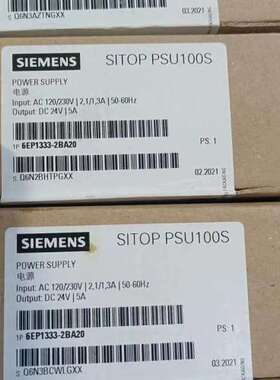 S Q6N3AZTNGXX
03.2021
SIEMENS
SITOP PSU100S
POWER SUPPLY
电源
Input: AC 120/230V | 2,1/1,3A | 50-60Hz
Output: DC 24V | 5A
1P 6EP1333-2BA20
PS: 1
S Q6N2BHTPGXX
02.2021
SIEMENS
SITOP PSU100S
POWER SUPPLY
电源
Input: AC 120/230V | 2,1/1,3A | 50-60Hz
Output: DC 24V | 5A
1P 6EP1333-2BA20
PS: 1
S Q6N3BCWLGXX
03.2021